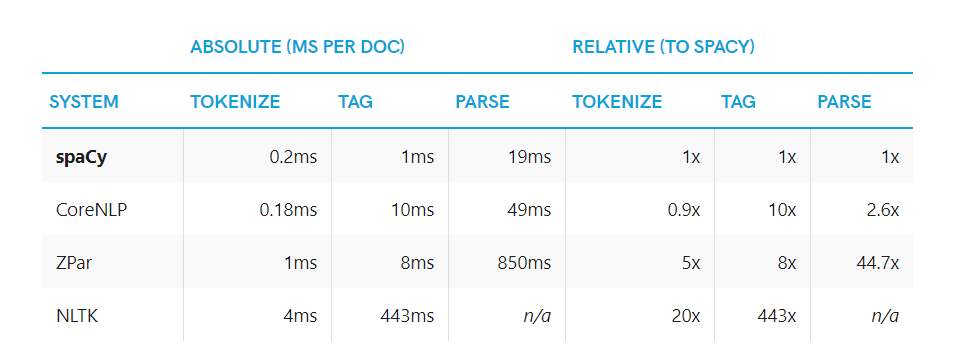 ABSOLUTE (MS PER DOC) RELATIVE (TO SPACY)
SYSTEM TOKENIZE TAG PARSE TOKENIZE TAG PARSE
spaCy 0.2ms 1ms 19ms 1x 1x 1x
CoreNLP 0.18ms 10ms 49ms 0.9x 10x 2.6x
ZPar 1ms 8ms 850ms 5x 8x 44.7x
NLTK 4ms 443ms n/a 20x 443x n/a